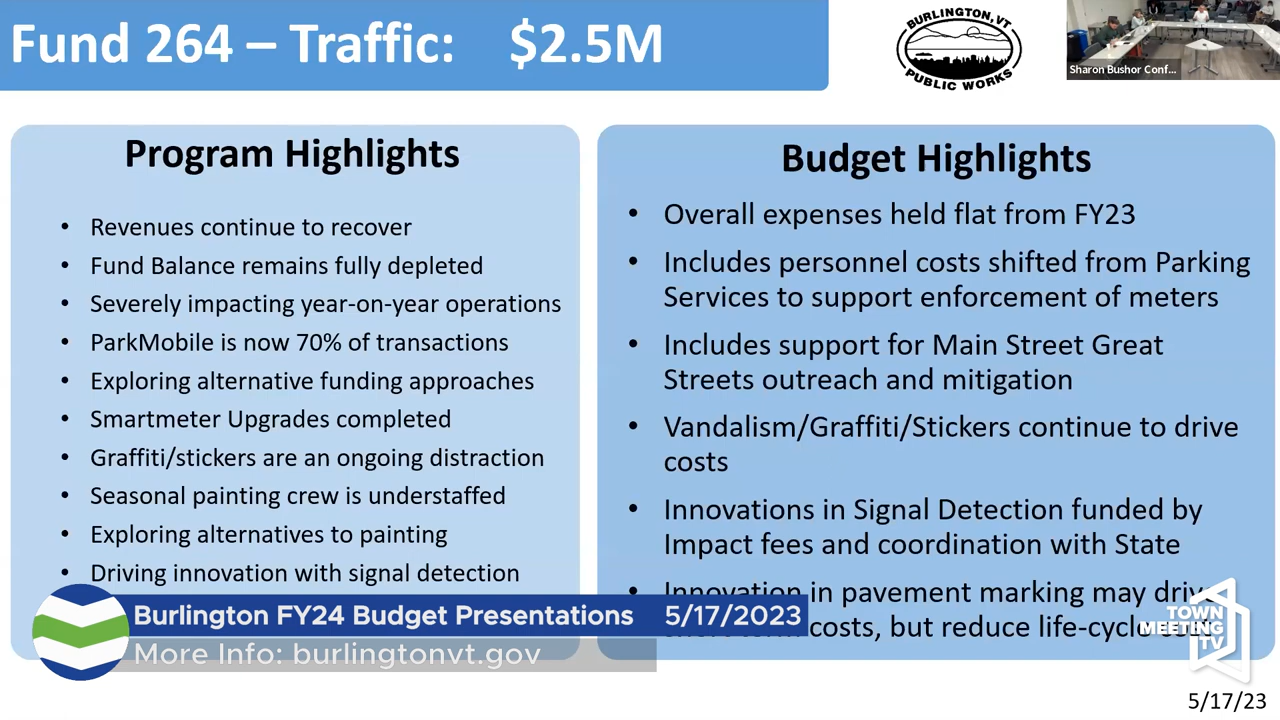 Fund 264 – Traffic: $2.5M
BURLINGTON, VT
PUBLIC WORKS
Sharon Bushor Conf...
Program Highlights
• Revenues continue to recover
• Fund Balance remains fully depleted
• Severely impacting year-on-year operations
• ParkMobile is now 70% of transactions
• Exploring alternative funding approaches
• Smartmeter Upgrades completed
• Graffiti/stickers are an ongoing distraction
• Seasonal painting crew is understaffed
• Exploring alternatives to painting
• Driving innovation with signal detection
Budget Highlights
• Overall expenses held flat from FY23
• Includes personnel costs shifted from Parking
Services to support enforcement of meters
• Includes support for Main Street Great
Streets outreach and mitigation
• Vandalism/Graffiti/Stickers continue to drive
costs
• Innovations in Signal Detection funded by
Impact fees and coordination with State
• Innovation in pavement marking may drive
costs, but reduce life-cycle
Burlington FY24 Budget Presentations 5/17/2023
More Info: burlingtonvt.gov
TOWN
MEETING
TV
5/17/23